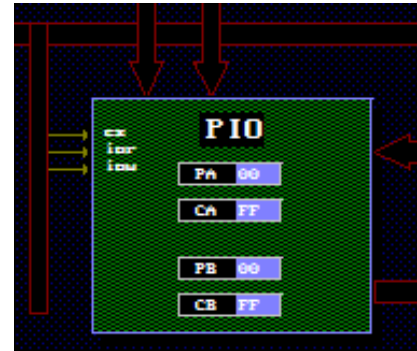 PIO
cs
ior
iow
PA 00
CA FF
PB 00
CB FF